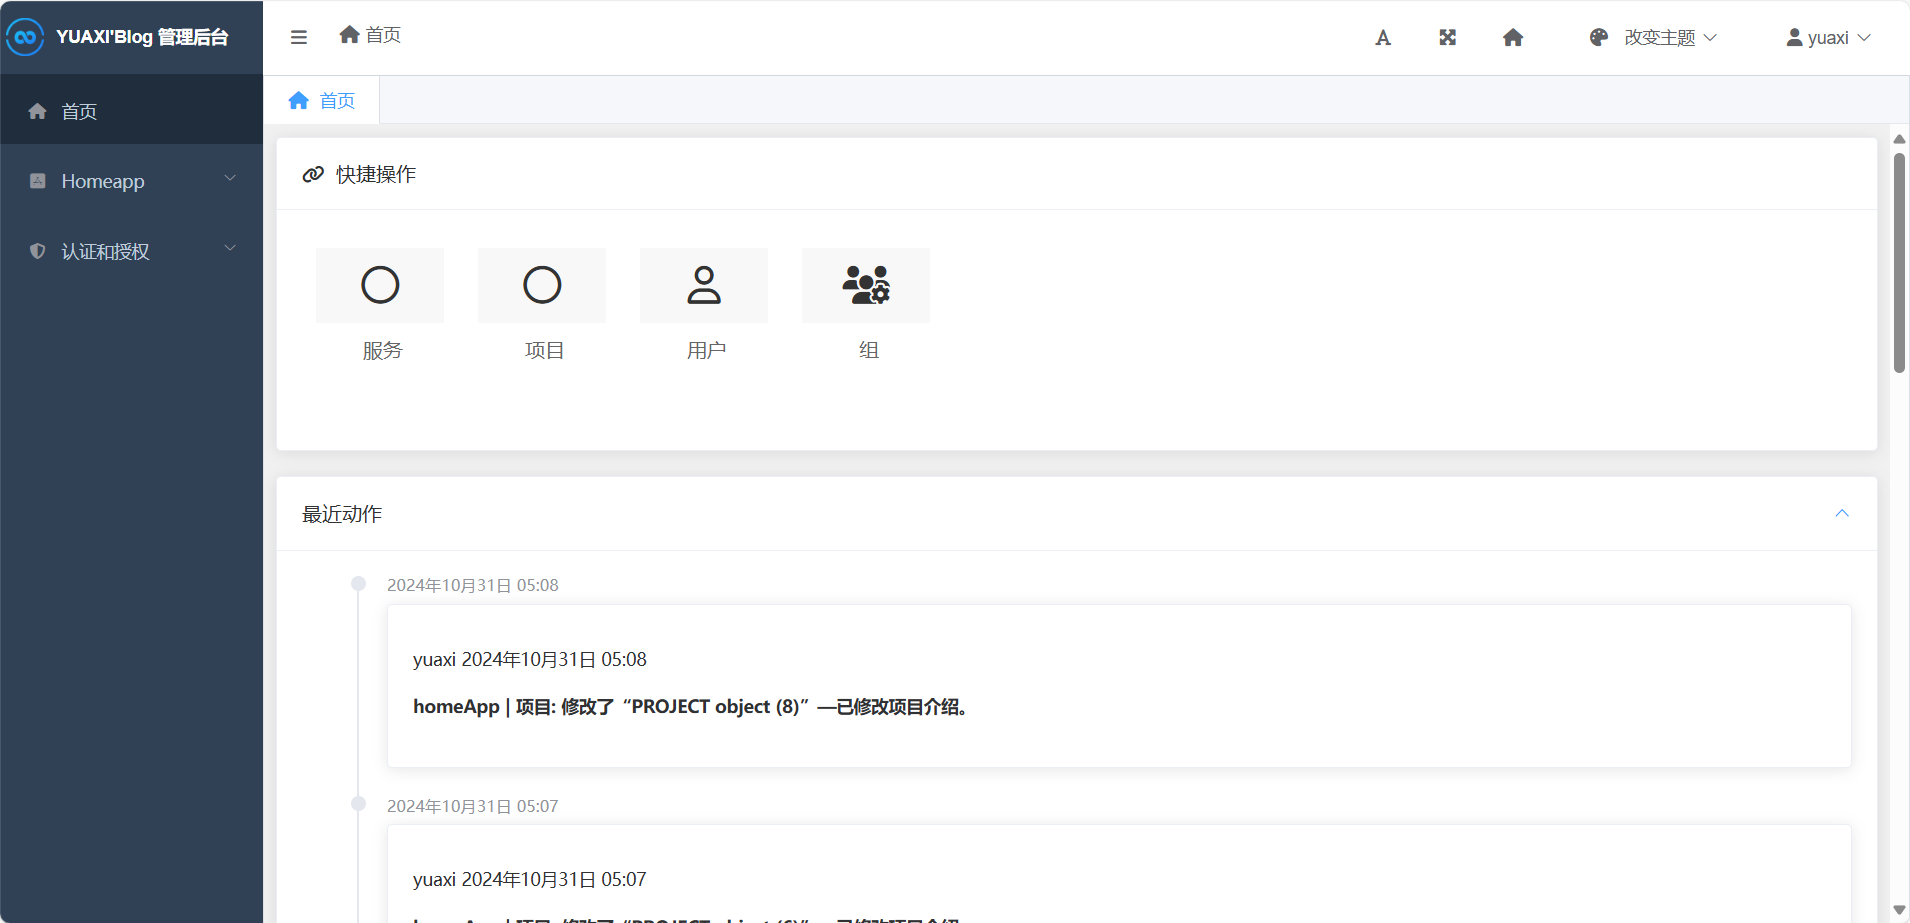 YUAXI'Blog 管理后台
首页
改变主题
yuaxi
首页
Homeapp
认证和授权
首页
快捷操作
服务
项目
用户
组
最近动作
2024年10月31日 05:08
yuaxi 2024年10月31日 05:08
homeApp | 项目: 修改了“PROJECT object (8)”—已修改项目介绍。
2024年10月31日 05:07
yuaxi 2024年10月31日 05:07